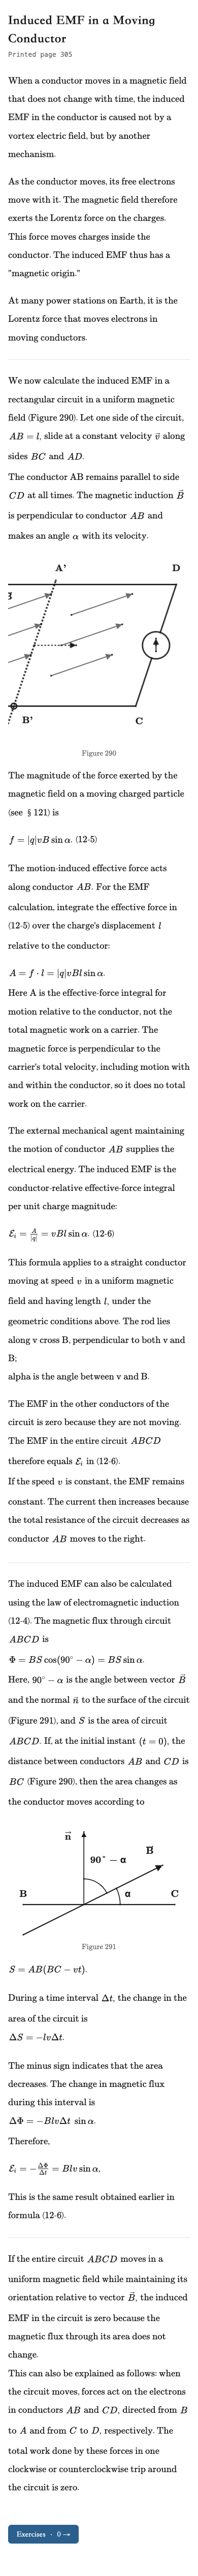 Induced EMF in a Moving
Conductor
Printed page 305
When a conductor moves in a magnetic field
that does not change with time, the induced
EMF in the conductor is caused not by a
vortex electric field, but by another
mechanism.
As the conductor moves, its free electrons
move with it. The magnetic field therefore
exerts the Lorentz force on the charges.
This force moves charges inside the
conductor. The induced EMF thus has a
"magnetic origin."
At many power stations on Earth, it is the
Lorentz force that moves electrons in
moving conductors.
We now calculate the induced EMF in a
rectangular circuit in a uniform magnetic
field (Figure 290). Let one side of the circuit,
AB = l, slide at a constant velocity v⃗ along
sides BC and AD.
The conductor AB remains parallel to side
CD at all times. The magnetic induction B⃗
is perpendicular to conductor AB and
makes an angle α with its velocity.
A' D
B' C
Figure 290
The magnitude of the force exerted by the
magnetic field on a moving charged particle
(see § 121) is
f = |q|vB sin α. (12-5)
The motion-induced effective force acts
along conductor AB. For the EMF
calculation, integrate the effective force in
(12-5) over the charge's displacement l
relative to the conductor:
A = f · l = |q|vBl sin α.
Here A is the effective-force integral for
motion relative to the conductor, not the
total magnetic work on a carrier. The
magnetic force is perpendicular to the
carrier's total velocity, including motion with
and within the conductor, so it does no total
work on the carrier.
The external mechanical agent maintaining
the motion of conductor AB supplies the
electrical energy. The induced EMF is the
conductor-relative effective-force integral
per unit charge magnitude:
ℰᵢ = A/|q| = vBl sin α. (12-6)
This formula applies to a straight conductor
moving at speed v in a uniform magnetic
field and having length l, under the
geometric conditions above. The rod lies
along v cross B, perpendicular to both v and
B;
alpha is the angle between v and B.
The EMF in the other conductors of the
circuit is zero because they are not moving.
The EMF in the entire circuit ABCD
therefore equals ℰᵢ in (12-6).
If the speed v is constant, the EMF remains
constant. The current then increases because
the total resistance of the circuit decreases as
conductor AB moves to the right.
The induced EMF can also be calculated
using the law of electromagnetic induction
(12-4). The magnetic flux through circuit
ABCD is
Φ = BS cos(90° − α) = BS sin α.
Here, 90° − α is the angle between vector B⃗
and the normal n⃗ to the surface of the circuit
(Figure 291), and S is the area of circuit
ABCD. If, at the initial instant (t = 0), the
distance between conductors AB and CD is
BC (Figure 290), then the area changes as
the conductor moves according to
n⃗
90° − α B⃗
B α C
Figure 291
S = AB(BC − vt).
During a time interval Δt, the change in the
area of the circuit is
ΔS = −lvΔt.
The minus sign indicates that the area
decreases. The change in magnetic flux
during this interval is
ΔΦ = −BlvΔt sin α.
Therefore,
ℰᵢ = −ΔΦ/Δt = Blv sin α,
This is the same result obtained earlier in
formula (12-6).
If the entire circuit ABCD moves in a
uniform magnetic field while maintaining its
orientation relative to vector B⃗, the induced
EMF in the circuit is zero because the
magnetic flux through its area does not
change.
This can also be explained as follows: when
the circuit moves, forces act on the electrons
in conductors AB and CD, directed from B
to A and from C to D, respectively. The
total work done by these forces in one
clockwise or counterclockwise trip around
the circuit is zero.
Exercises · 0 →